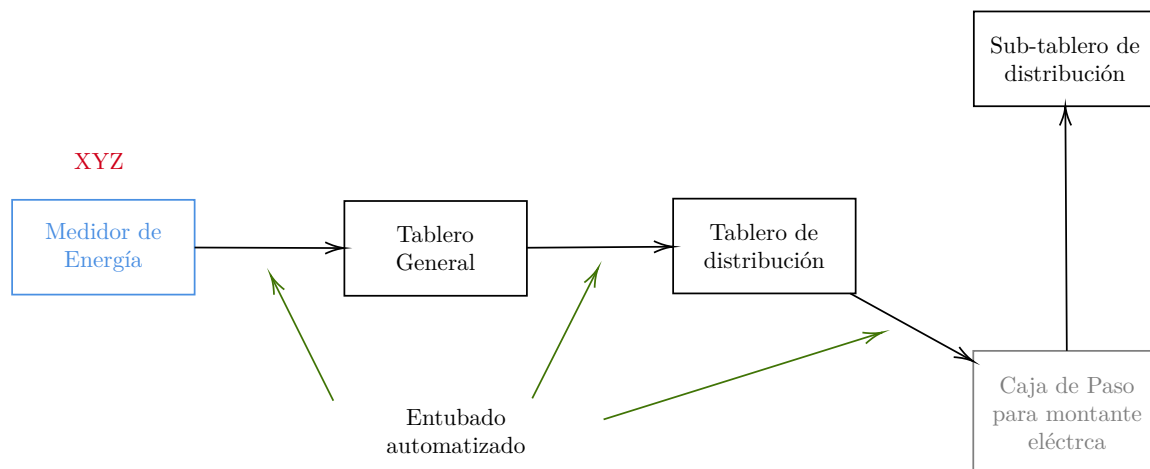 Sub-tablero de
distribución
XYZ
Medidor de
Energía
Tablero
General
Tablero de
distribución
Caja de Paso
para montante
eléctrca
Entubado
automatizado